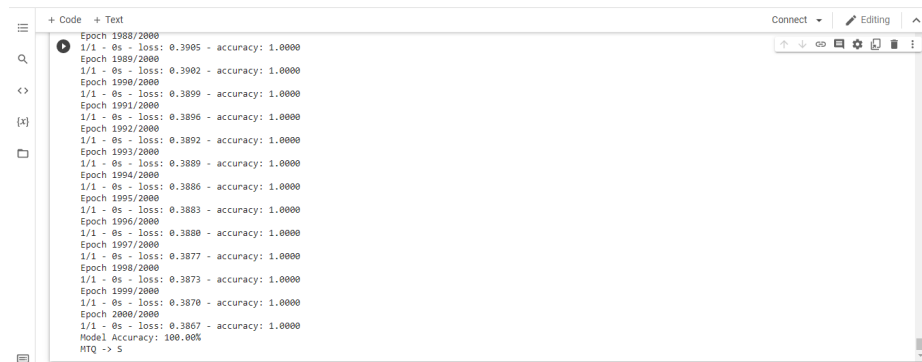 + Code + Text
Connect
Editing
Epoch 1988/2000
1/1 - 0s - loss: 0.3905 - accuracy: 1.0000
Epoch 1989/2000
1/1 - 0s - loss: 0.3902 - accuracy: 1.0000
Epoch 1990/2000
1/1 - 0s - loss: 0.3899 - accuracy: 1.0000
Epoch 1991/2000
1/1 - 0s - loss: 0.3896 - accuracy: 1.0000
Epoch 1992/2000
1/1 - 0s - loss: 0.3892 - accuracy: 1.0000
Epoch 1993/2000
1/1 - 0s - loss: 0.3889 - accuracy: 1.0000
Epoch 1994/2000
1/1 - 0s - loss: 0.3886 - accuracy: 1.0000
Epoch 1995/2000
1/1 - 0s - loss: 0.3883 - accuracy: 1.0000
Epoch 1996/2000
1/1 - 0s - loss: 0.3880 - accuracy: 1.0000
Epoch 1997/2000
1/1 - 0s - loss: 0.3877 - accuracy: 1.0000
Epoch 1998/2000
1/1 - 0s - loss: 0.3873 - accuracy: 1.0000
Epoch 1999/2000
1/1 - 0s - loss: 0.3870 - accuracy: 1.0000
Epoch 2000/2000
1/1 - 0s - loss: 0.3867 - accuracy: 1.0000
Model Accuracy: 100.00%
MTQ -> S